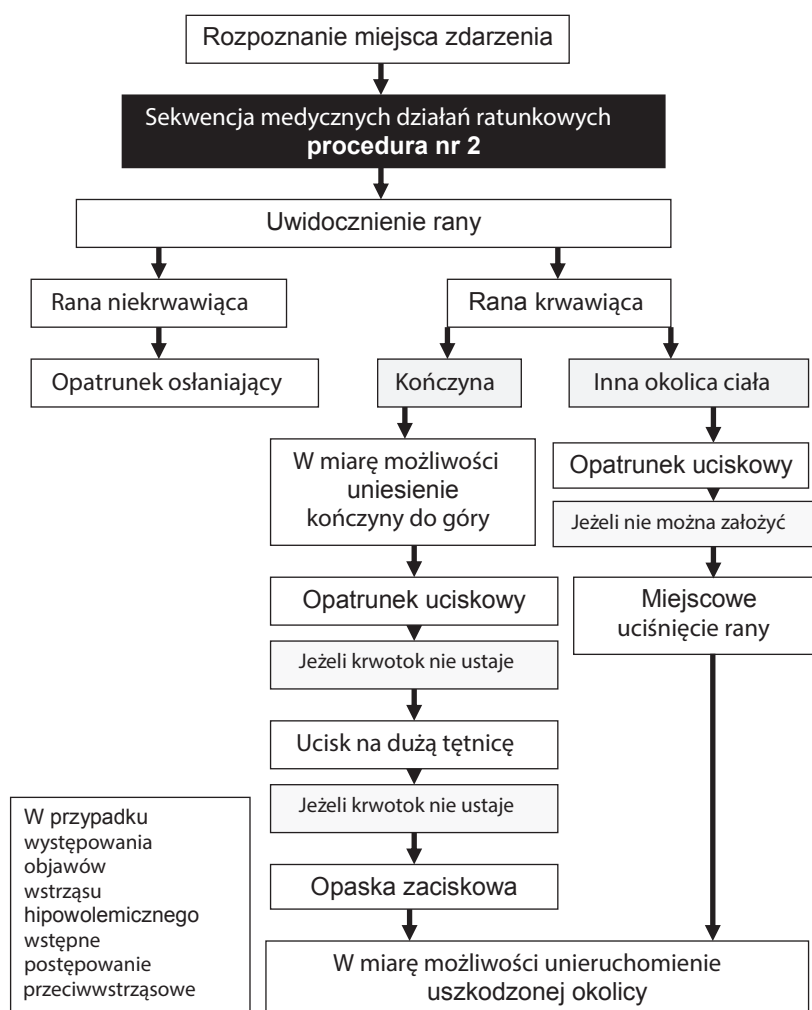 Rozpoznanie miejsca zdarzenia
Sekwencja medycznych działań ratunkowych
procedura nr 2
Uwidocznienie rany
Rana niekrwawiąca
Rana krwawiąca
Opatrunek osłaniający
Kończyna
Inna okolica ciała
W miarę możliwości
uniesienie
kończyny do góry
Opatrunek uciskowy
Jeżeli nie można założyć
Opatrunek uciskowy
Miejscowe
uciśnięcie rany
Jeżeli krwotok nie ustaje
Ucisk na dużą tętnicę
Jeżeli krwotok nie ustaje
Opaska zaciskowa
W przypadku
występowania
objawów
wstrząsu
hipowolemicznego
wstępne
postępowanie
przeciwwstrząsowe
W miarę możliwości unieruchomienie
uszkodzonej okolicy